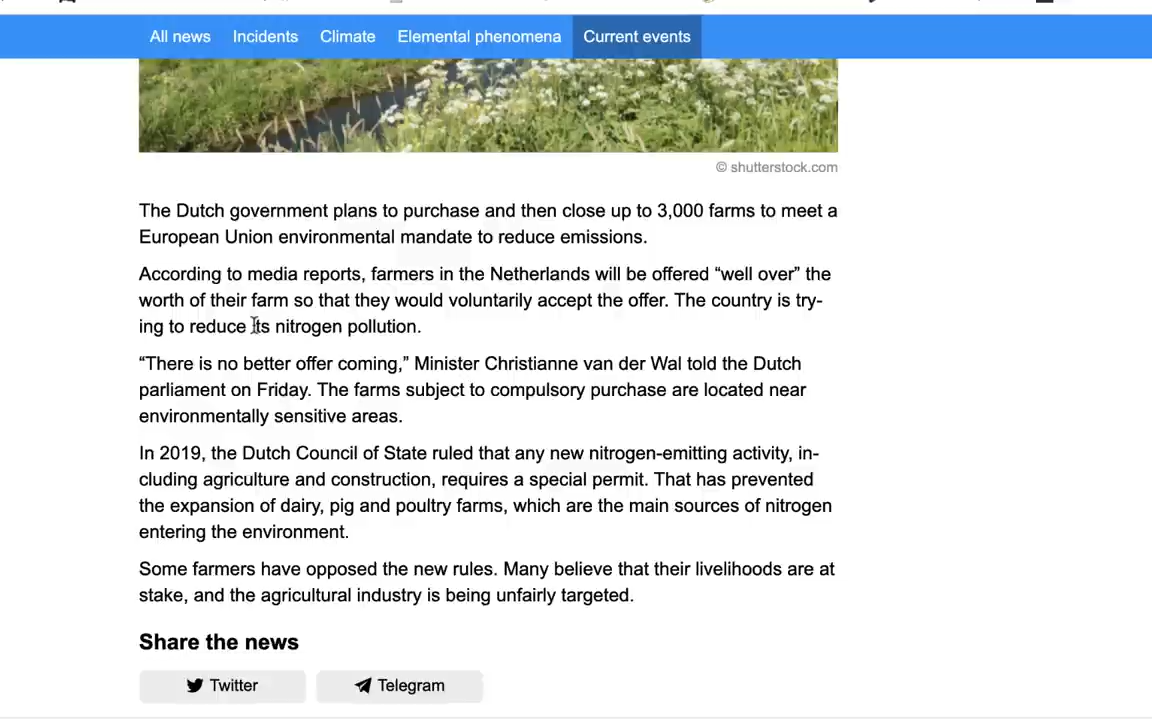 All news Incidents Climate Elemental phenomena Current events
© shutterstock.com
The Dutch government plans to purchase and then close up to 3,000 farms to meet a
European Union environmental mandate to reduce emissions.
According to media reports, farmers in the Netherlands will be offered “well over” the
worth of their farm so that they would voluntarily accept the offer. The country is try-
ing to reduce its nitrogen pollution.
“There is no better offer coming,” Minister Christianne van der Wal told the Dutch
parliament on Friday. The farms subject to compulsory purchase are located near
environmentally sensitive areas.
In 2019, the Dutch Council of State ruled that any new nitrogen-emitting activity, in-
cluding agriculture and construction, requires a special permit. That has prevented
the expansion of dairy, pig and poultry farms, which are the main sources of nitrogen
entering the environment.
Some farmers have opposed the new rules. Many believe that their livelihoods are at
stake, and the agricultural industry is being unfairly targeted.
Share the news
Twitter Telegram